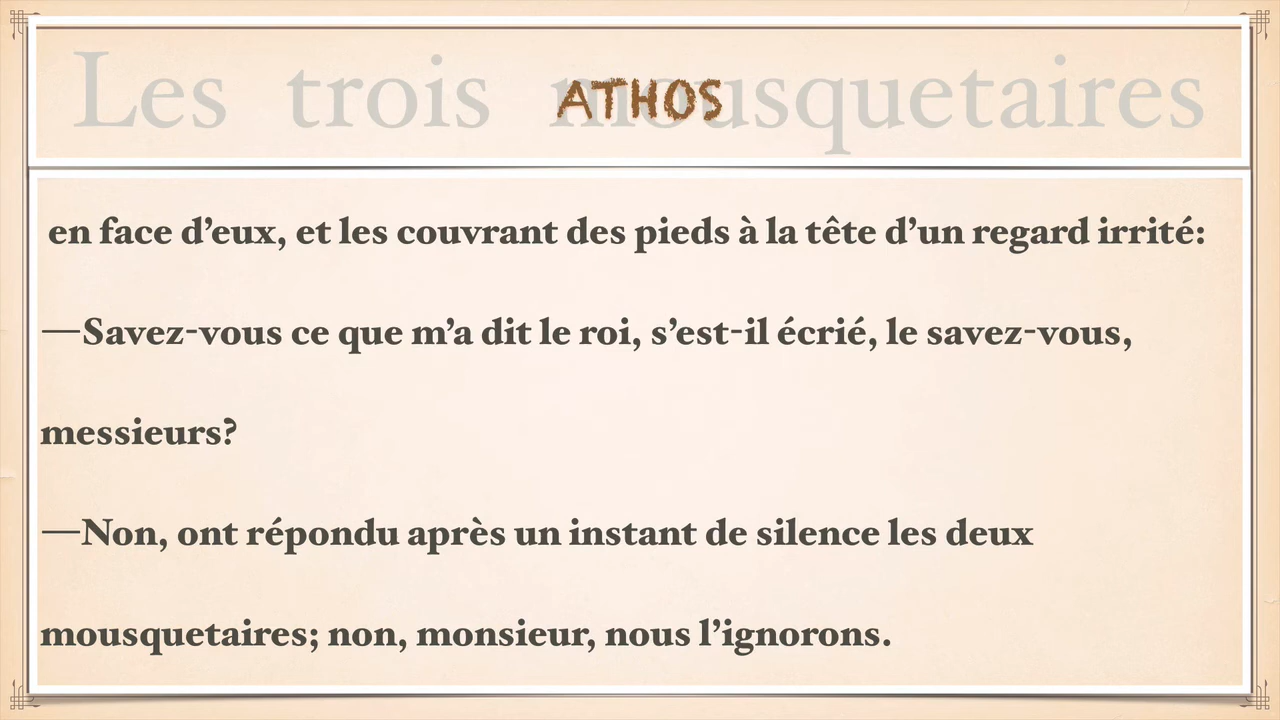 Les trois mousquetaires
ATHOS
en face d’eux, et les couvrant des pieds à la tête d’un regard irrité:
—Savez-vous ce que m’a dit le roi, s’est-il écrié, le savez-vous,
messieurs?
—Non, ont répondu après un instant de silence les deux
mousquetaires; non, monsieur, nous l’ignorons.